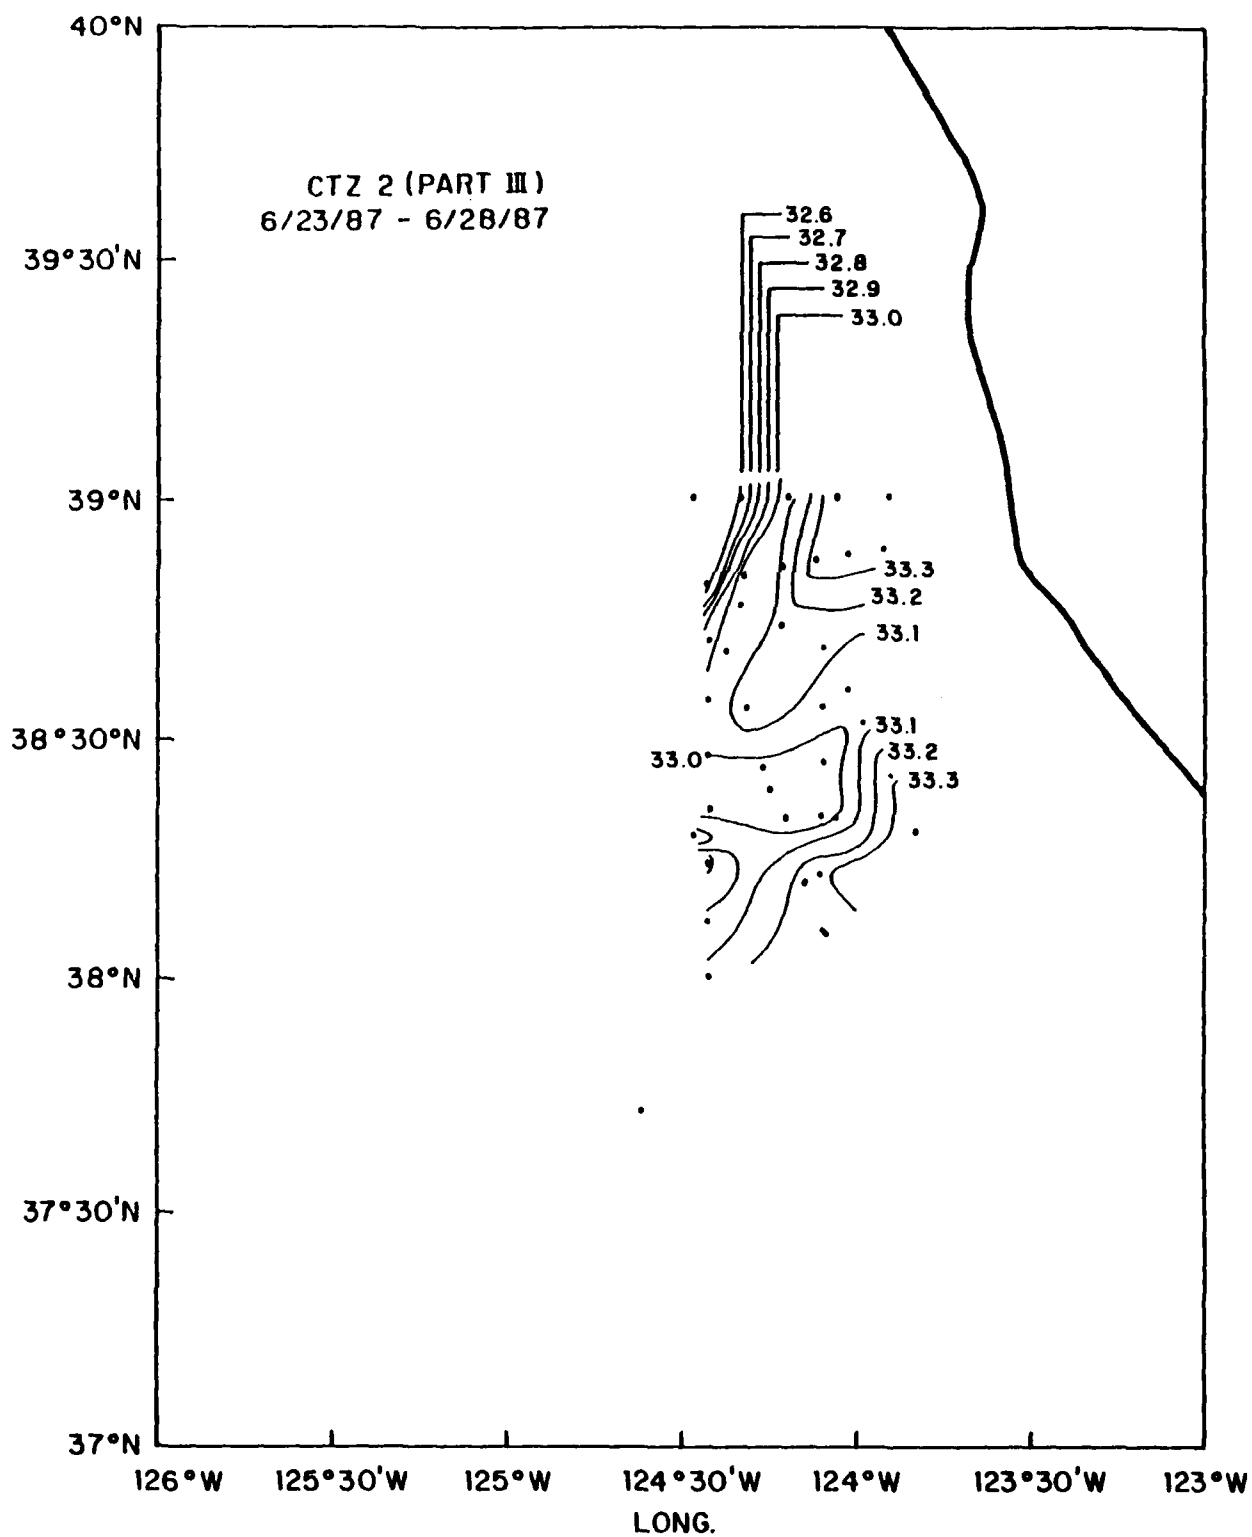 40°N
CTZ 2 (PART III)
6/23/87 - 6/28/87
32.6
32.7
39°30'N
32.8
32.9
33.0
39°N
33.3
33.2
33.1
38°30'N
33.1
33.0
33.2
33.3
38°N
37°30'N
37°N
126°W 125°30'W 125°W 124°30'W 124°W 123°30'W 123°W
LONG.